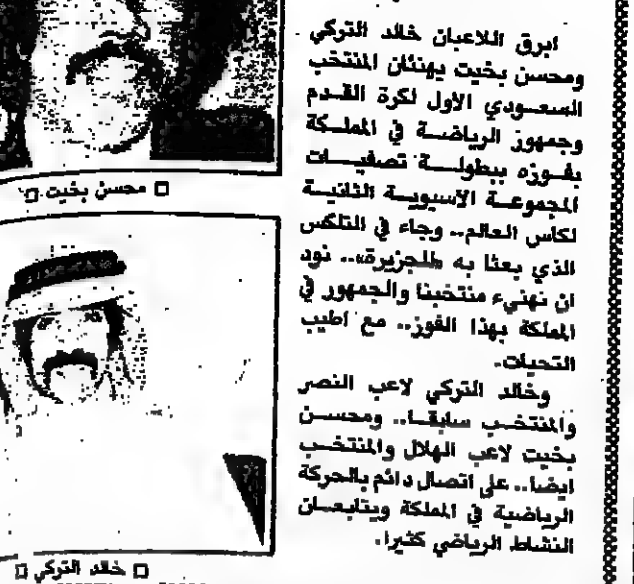 ابرق اللاعبان خالد التركي
ومحسن بخيت يهنئان المنتخب
السعودي الاول لكرة القدم
وجمهور الرياضة في المملكة
بفوزه ببطولة تصفيات
المجموعة الآسيوية الثانية
لكاس العالم.. وجاء في التلكس
الذي بعثا به «للجزيرة».. نود
ان نهنيء منتخبنا والجمهور في
المملكة بهذا الفوز.. مع اطيب
التحيات.
وخالد التركي لاعب النصر
والمنتخب سابقا.. ومحسن
بخيت لاعب الهلال والمنتخب
ايضا.. على اتصال دائم بالحركة
الرياضية في المملكة ويتابعان
النشاط الرياضي كثيرا.
محسن بخيت
خالد التركي